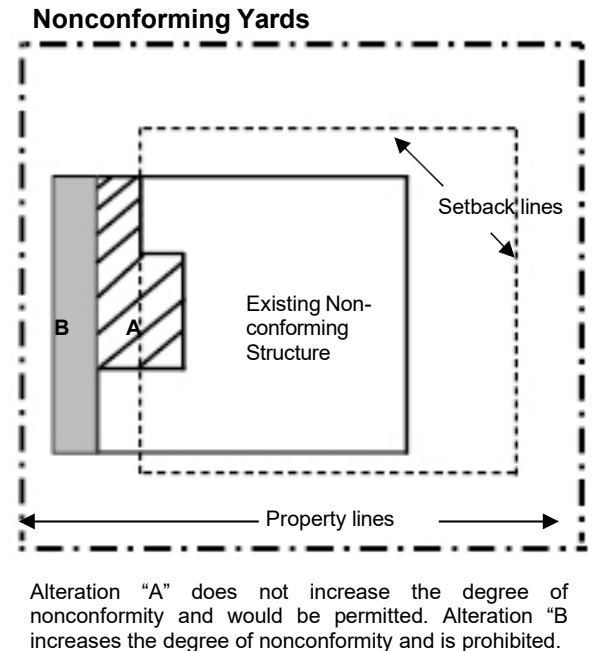 Nonconforming Yards
Setback lines
B
A
Existing Non-
conforming
Structure
Property lines
Alteration “A” does not increase the degree of
nonconformity and would be permitted. Alteration “B
increases the degree of nonconformity and is prohibited.